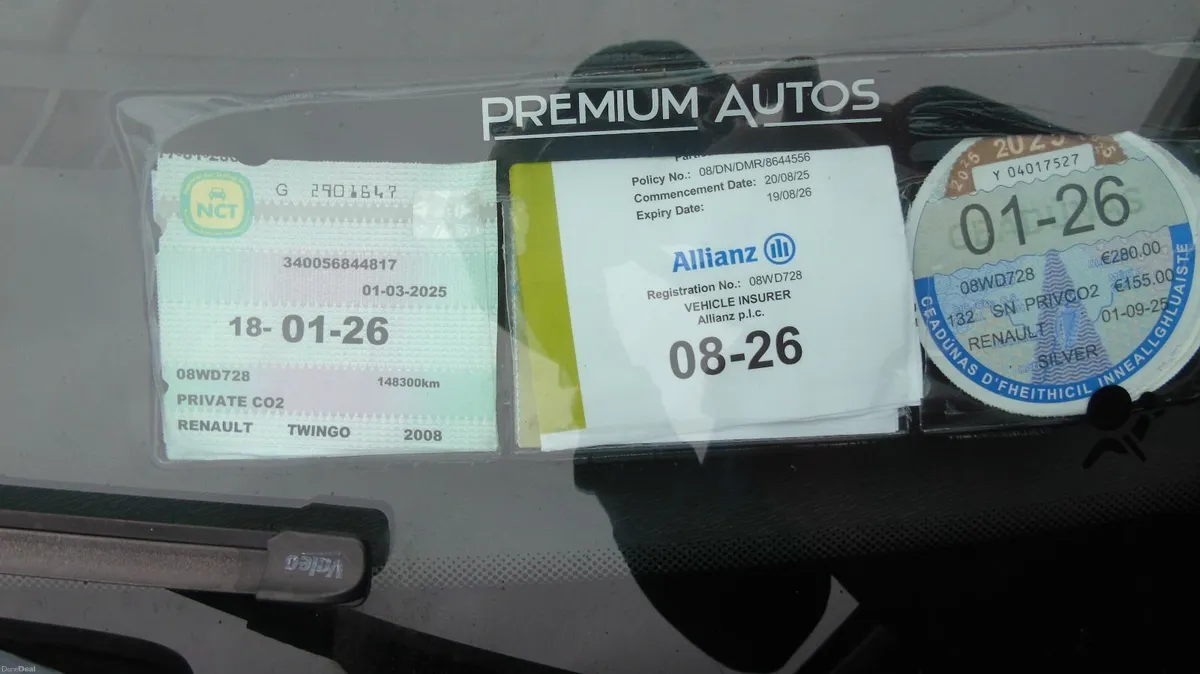 PREMIUM AUTOS
NCT
G 2901647
340056844817
01-03-2025
18-01-26
08WD728
148300km
PRIVATE CO2
RENAULT TWINGO 2008
Policy No.: 08/DN/DMR/8644556
Commencement Date: 20/08/25
Expiry Date: 19/08/26
Allianz
Registration No.: 08WD728
VEHICLE INSURER
Allianz p.l.c.
08-26
2025 2025
Y 04017527
01-26
08WD728 €280.00
132 SN PRIVCO2 €155.00
RENAULT 01-09-25
SILVER
CEADÚNAS D'FHEITHICIL INNEALLGHLUAISTE
Valeo
DoneDeal